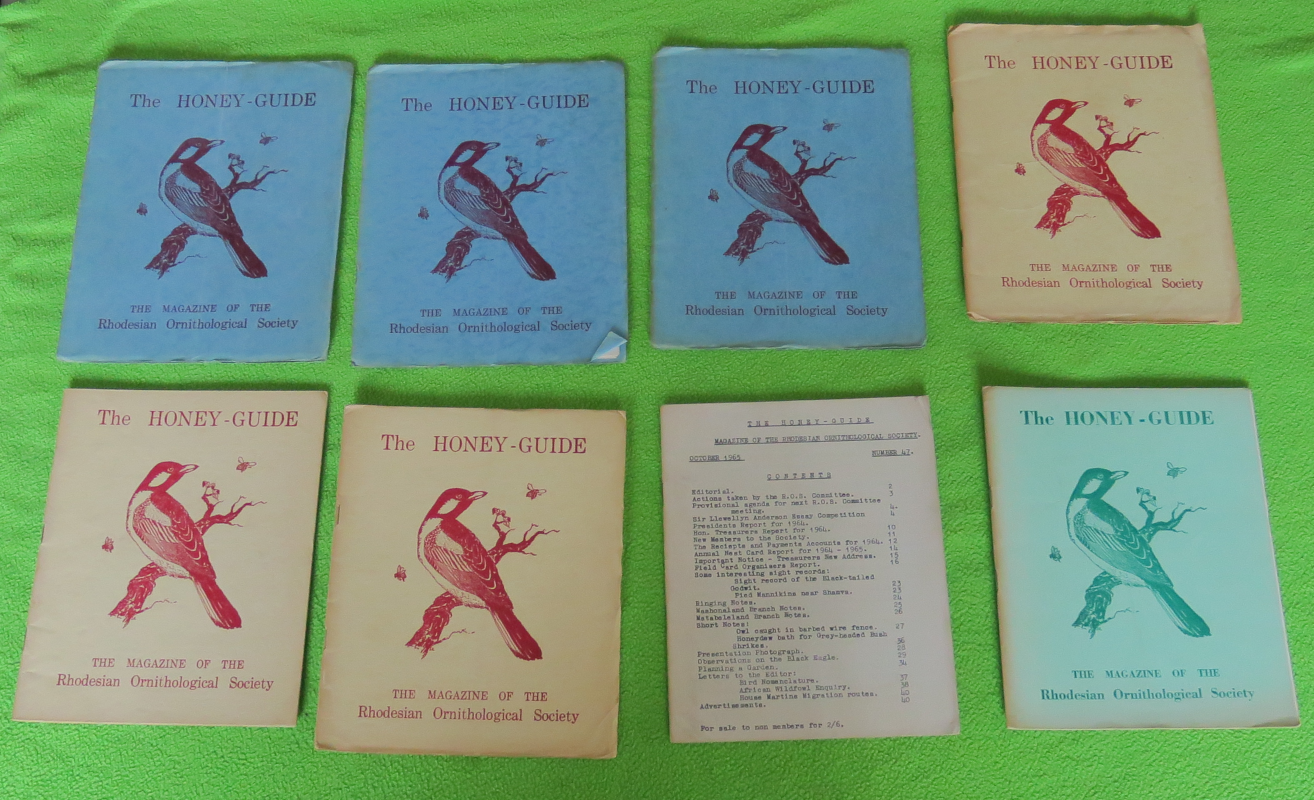 The HONEY-GUIDE
THE MAGAZINE OF THE
Rhodesian Ornithological Society
The HONEY-GUIDE
THE MAGAZINE OF THE
Rhodesian Ornithological Society
The HONEY-GUIDE
THE MAGAZINE OF THE
Rhodesian Ornithological Society
The HONEY-GUIDE
THE MAGAZINE OF THE
Rhodesian Ornithological Society
The HONEY-GUIDE
THE MAGAZINE OF THE
Rhodesian Ornithological Society
The HONEY-GUIDE
THE MAGAZINE OF THE
Rhodesian Ornithological Society
THE HONEY-GUIDE
MAGAZINE OF THE RHODESIAN ORNITHOLOGICAL SOCIETY.
OCTOBER 1965 NUMBER 47.
CONTENTS
Editorial. 2
Actions taken by the R.O.S. Committee. 3
Provisional agenda for next R.O.S. Committee
meeting. 4.
Sir Llewellyn Anderson Essay Competition 4
Presidents Report for 1964.
Hon. Treasurers Report for 1964. 10
New Members to the Society. 11
The Reciepts and Payments Accounts for 1964. 12
Annual Nest Card Report for 1964 - 1965. 14
Important Notice - Treasurers New Address. 15
Field Card Organisers Report. 16
Some interesting sight records:
Sight record of the Black-tailed
Godwit. 23
Pied Mannikins near Shamva. 23
Ringing Notes. 24
Mashonaland Branch Notes. 25
Matabeleland Branch Notes. 26
Short Notes:
Owl caught in barbed wire fence. 27
Honeydew bath for Grey-headed Bush
Shrikes.
Presentation Photograph. 28
Observations on the Black Eagle. 29
Planning a Garden. 34
Letters to the Editor:
Bird Nomenclature. 37
African Wildfowl Enquiry. 38
House Martins Migration routes. 40
Advertisements. 40
For sale to non members for 2/6.
The HONEY-GUIDE
THE MAGAZINE OF THE
Rhodesian Ornithological Society